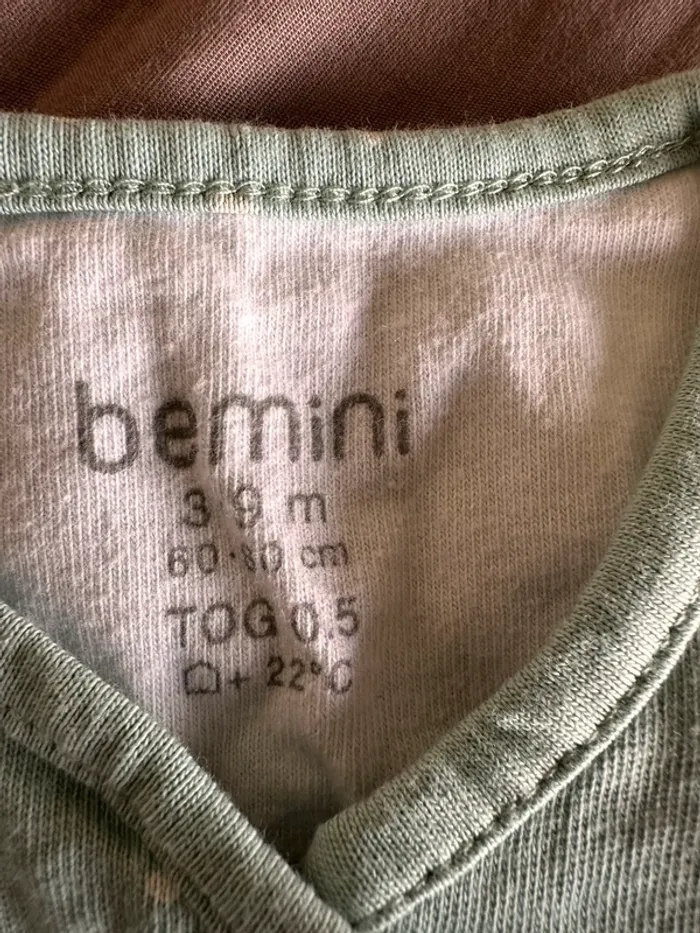 bemini
3 9 m
60-80 cm
TOG 0.5
+ 22°C